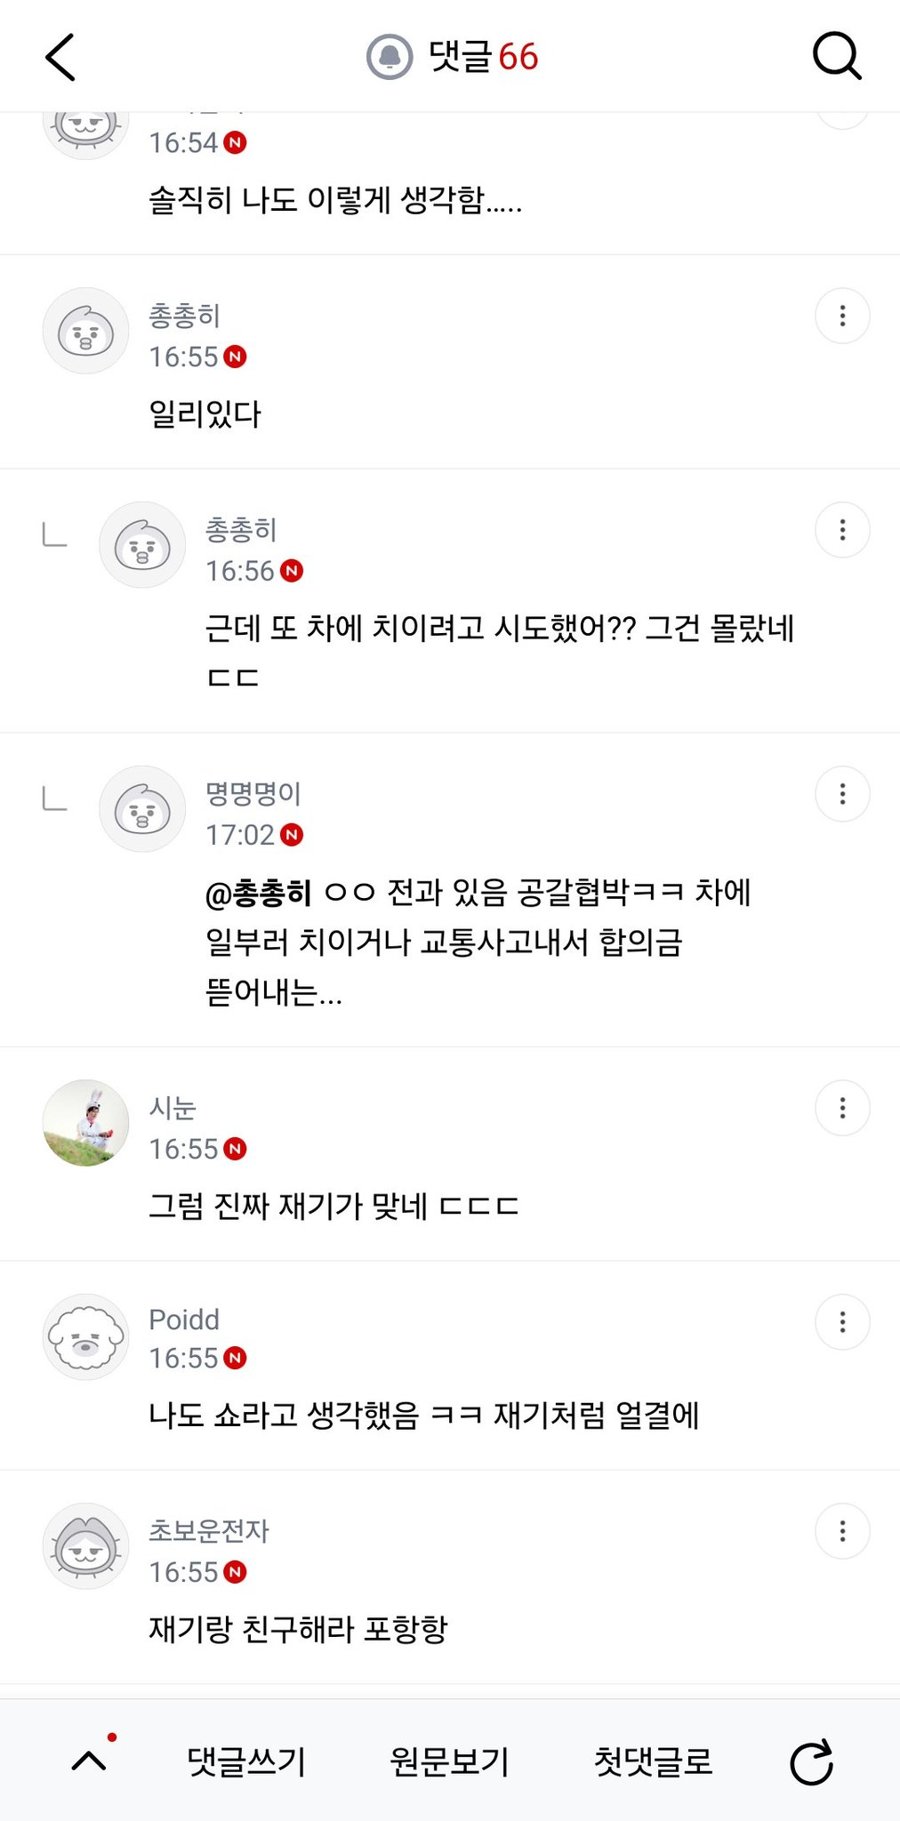 댓글 66
16:54 N
솔직히 나도 이렇게 생각함.....
총총히
16:55 N
일리있다
총총히
16:56 N
근데 또 차에 치이려고 시도했어?? 그건 몰랐네
ㄷㄷ
명명명이
17:02 N
@총총히 ㅇㅇ 전과 있음 공갈협박ㅋㅋ 차에
일부러 치이거나 교통사고내서 합의금
뜯어내는...
시눈
16:55 N
그럼 진짜 재기가 맞네 ㄷㄷㄷ
Poidd
16:55 N
나도 쇼라고 생각했음 ㅋㅋ 재기처럼 얼결에
초보운전자
16:55 N
재기랑 친구해라 포항항
댓글쓰기 원문보기 첫댓글로